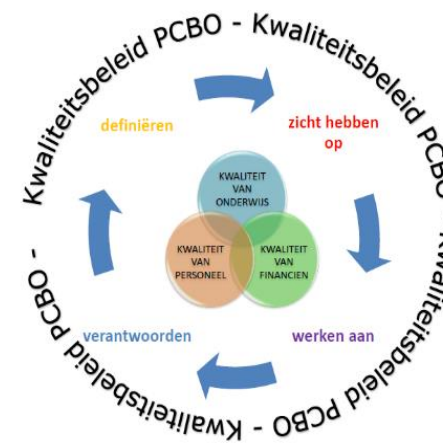 Kwaliteitsbeleid PCBO - Kwaliteitsbeleid PCBO - Kwaliteitsbeleid PCBO - Kwaliteitsbeleid PCBO -
definiëren
zicht hebben
op
KWALITEIT
VAN
ONDERWIJS
KWALITEIT
VAN
PERSONEEL
KWALITEIT
VAN
FINANCIEN
verantwoorden
werken aan